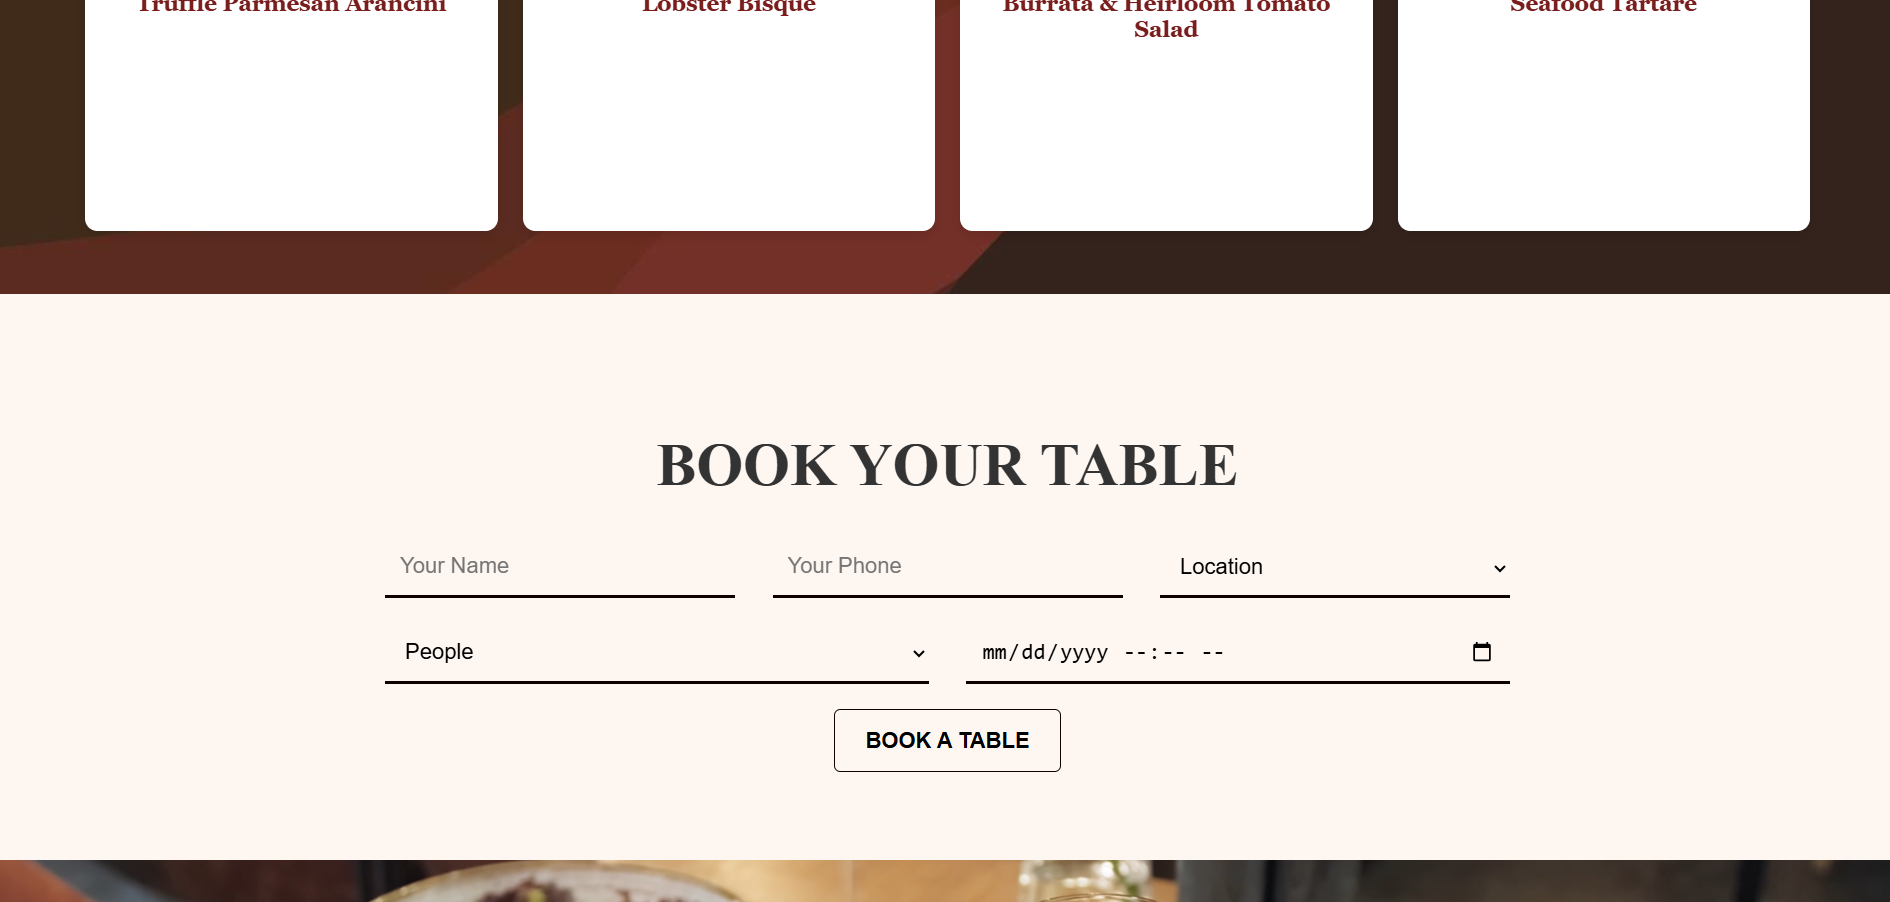 Truffle Parmesan Arancini
Lobster Bisque
Burrata & Heirloom Tomato
Salad
Seafood Tartare
BOOK YOUR TABLE
Your Name
Your Phone
Location
People
mm/dd/yyyy --:-- --
BOOK A TABLE